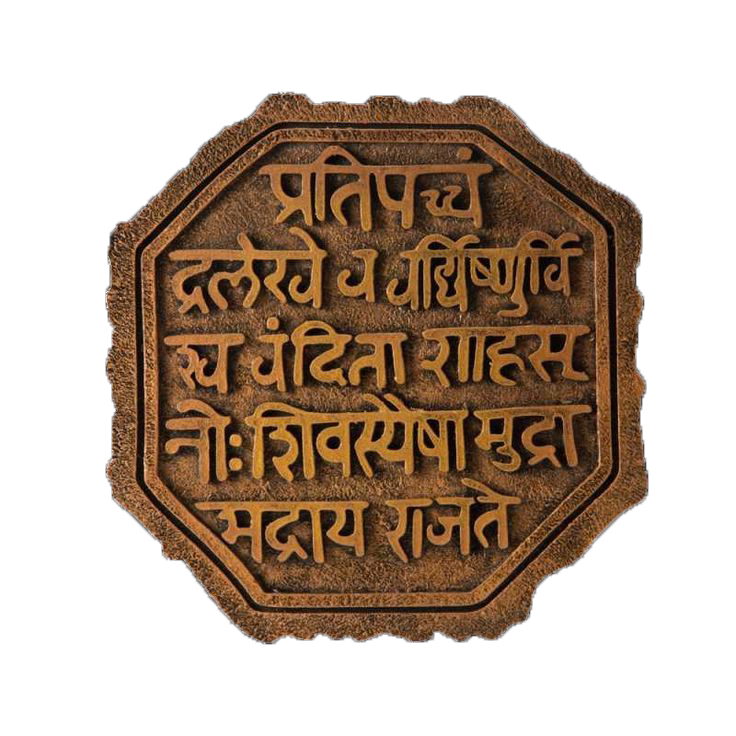 प्रतिपच्चं
द्रलेखेव वर्धिष्णुर्वि
श्व वंदिता शाहसू
नोः शिवस्यैषा मुद्रा
भद्राय राजते